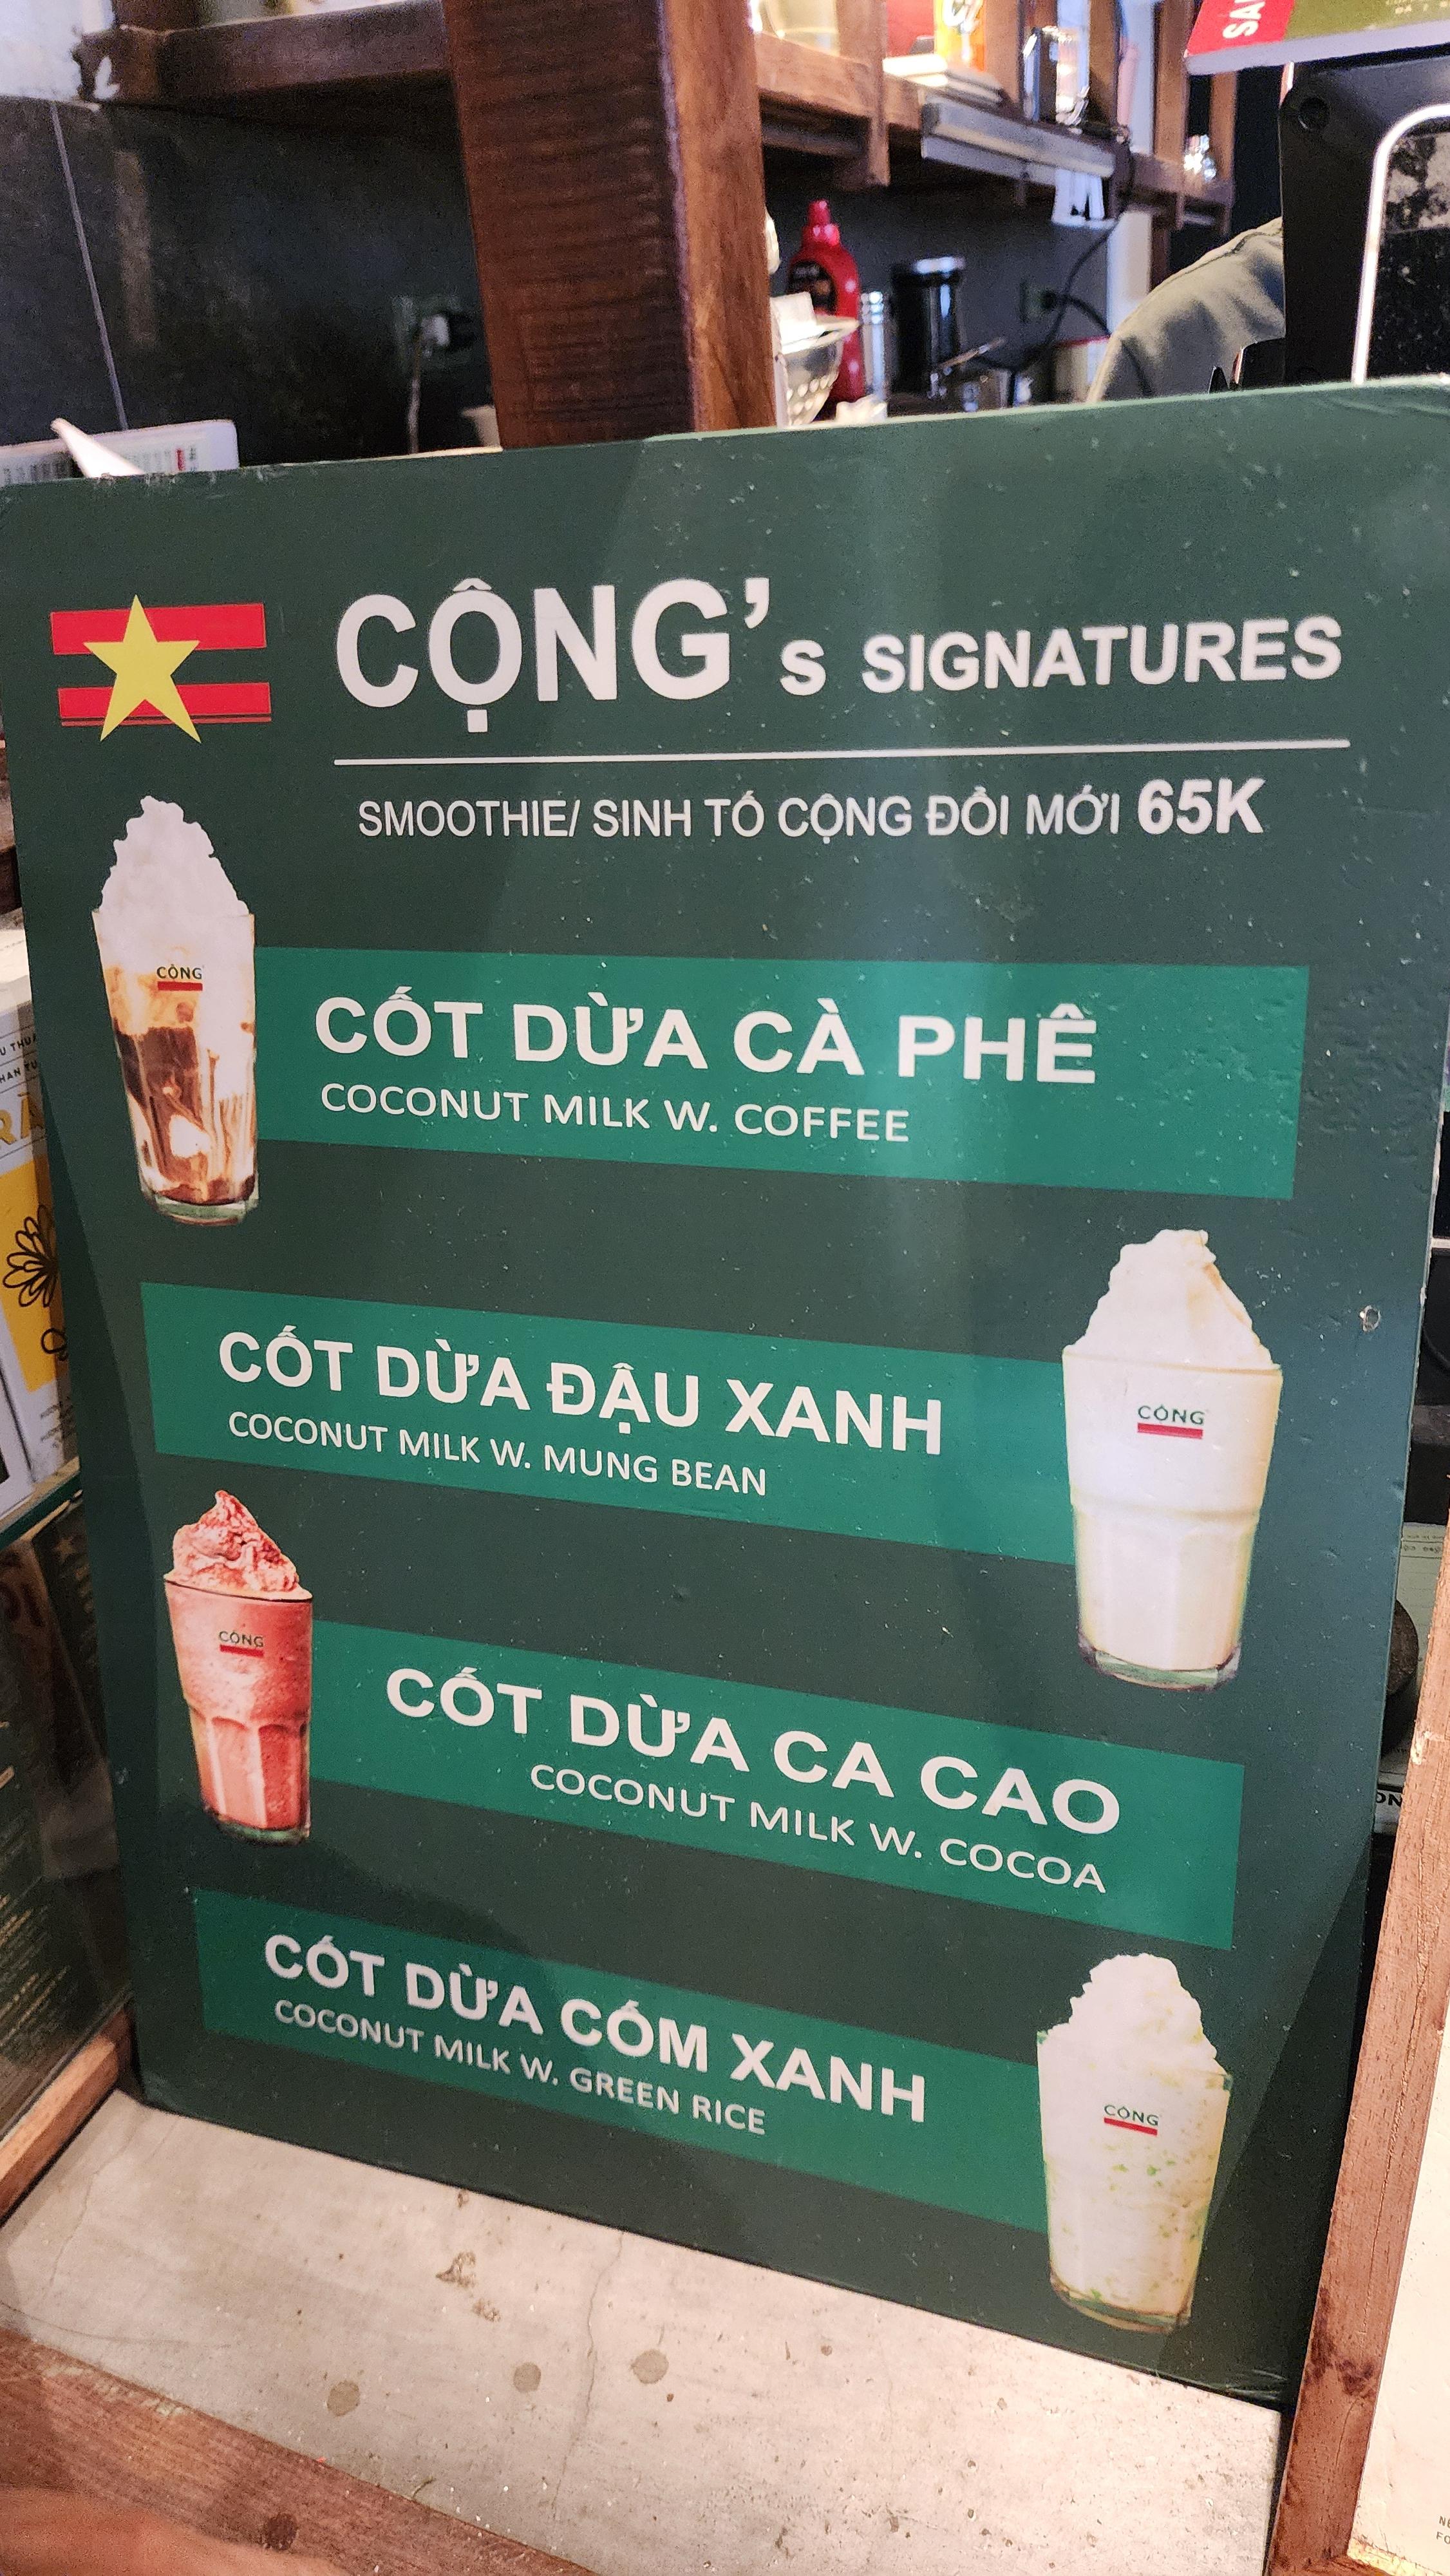 SA
CỘNG's SIGNATURES
SMOOTHIE/ SINH TỐ CỘNG ĐỒI MỚI 65K
CỘNG
CỐT DỪA CÀ PHÊ
COCONUT MILK W. COFFEE
CỐT DỪA ĐẬU XANH
COCONUT MILK W. MUNG BEAN
CỘNG
CỘNG
CỐT DỪA CA CAO
COCONUT MILK W. COCOA
CỐT DỪA CỐM XANH
COCONUT MILK W. GREEN RICE
CỘNG